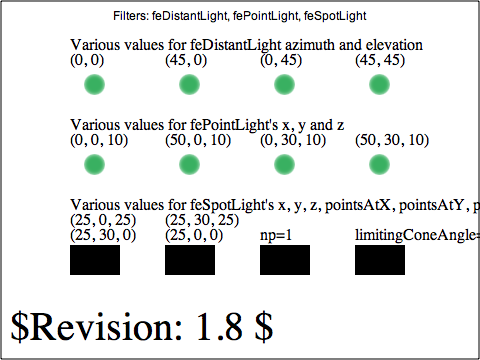 Filters: feDistantLight, fePointLight, feSpotLight
Various values for feDistantLight azimuth and elevation
(0, 0) (45, 0) (0, 45) (45, 45)
Various values for fePointLight's x, y and z
(0, 0, 10) (50, 0, 10) (0, 30, 10) (50, 30, 10)
Various values for feSpotLight's x, y, z, pointsAtX, pointsAtY, p
(25, 0, 25) (25, 30, 25)
(25, 30, 0) (25, 0, 0) np=1 limitingConeAngle=
$Revision: 1.8 $